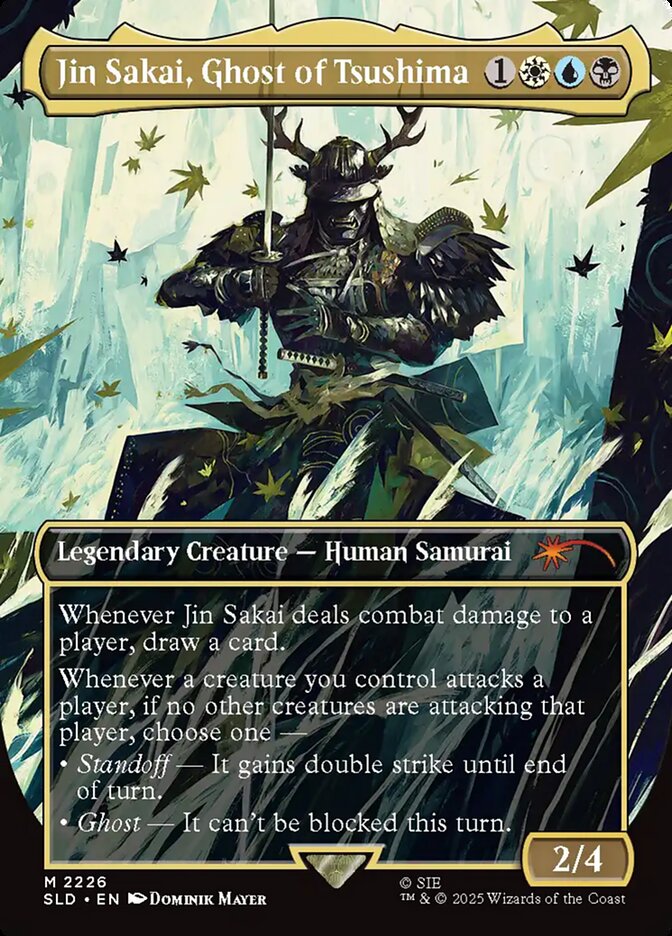 Jin Sakai, Ghost of Tsushima 1
Legendary Creature — Human Samurai
Whenever Jin Sakai deals combat damage to a
player, draw a card.
Whenever a creature you control attacks a
player, if no other creatures are attacking that
player, choose one —
• Standoff — It gains double strike until end
of turn.
• Ghost — It can't be blocked this turn.
2/4
M 2226
SLD • EN Dominik Mayer
© SIE
™ & © 2025 Wizards of the Coast